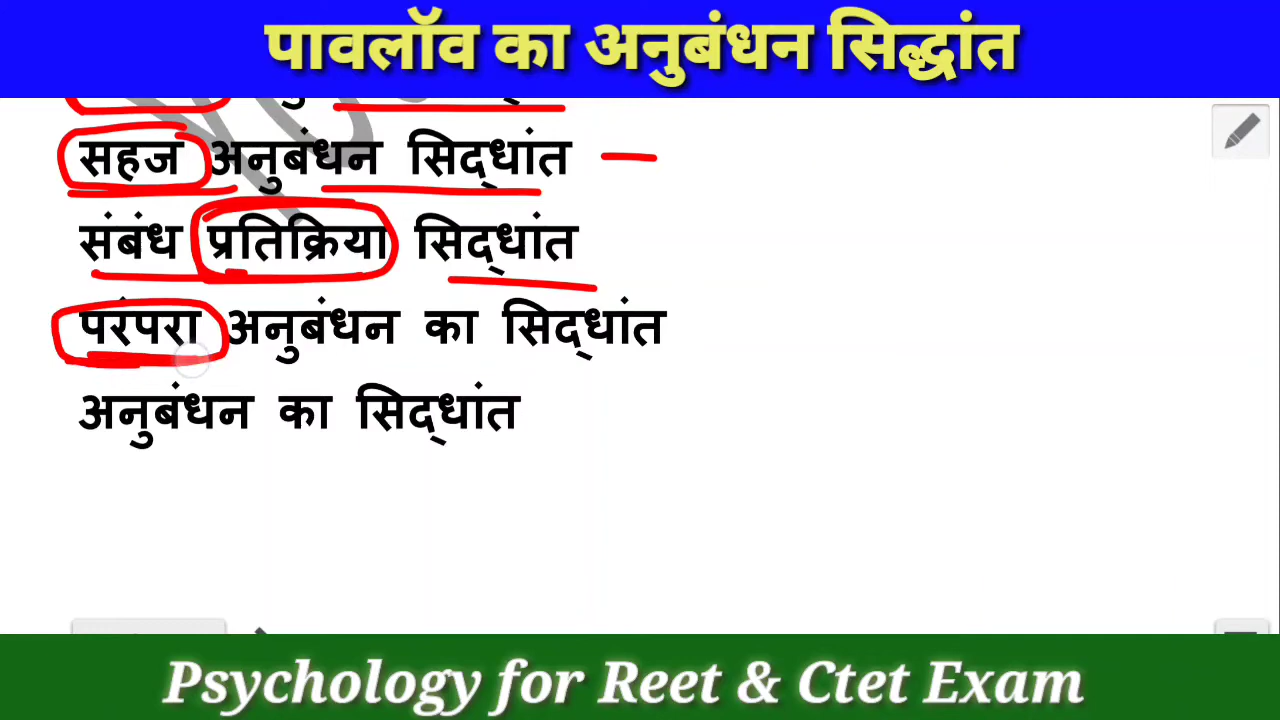 पावलॉव का अनुबंधन सिद्धांत
सहज अनुबंधन सिद्धांत
संबंध प्रतिक्रिया सिद्धांत
परंपरा अनुबंधन का सिद्धांत
अनुबंधन का सिद्धांत
Psychology for Reet & Ctet Exam